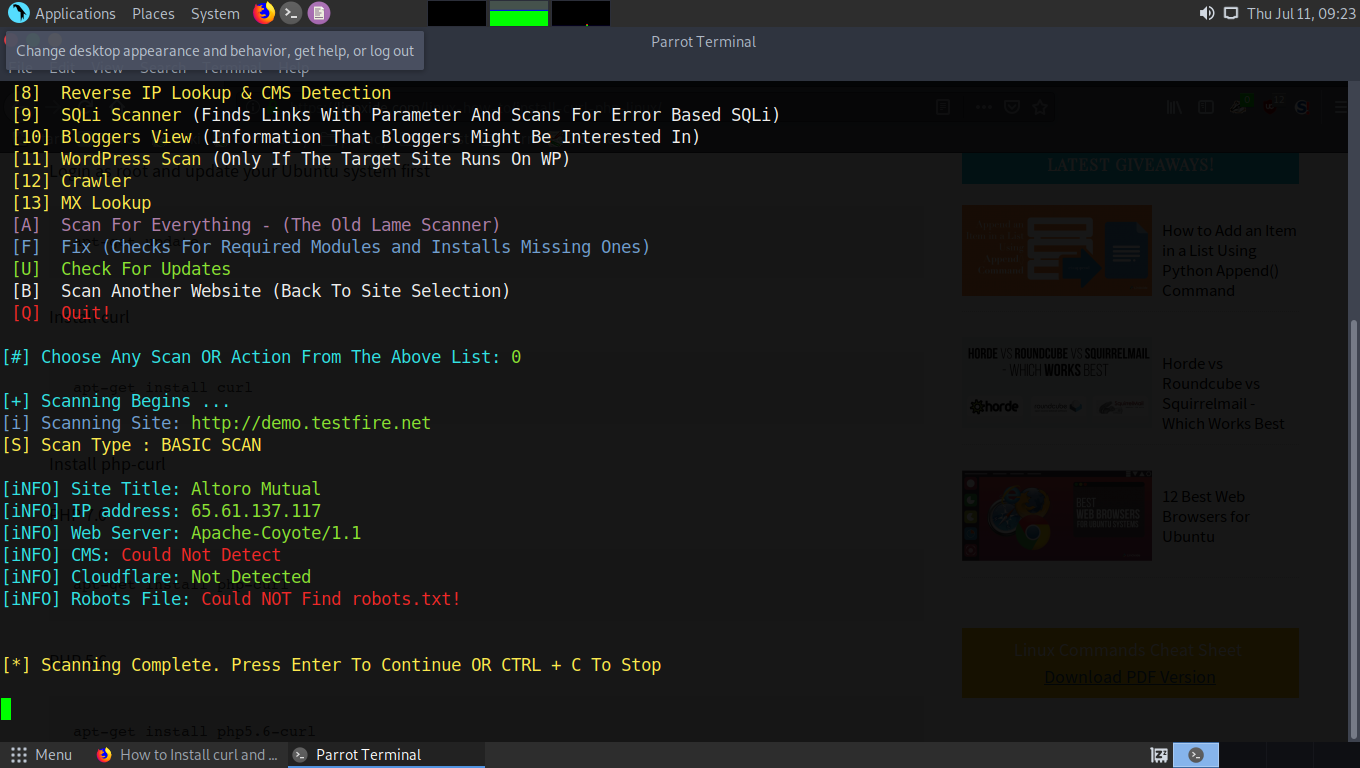 Applications Places System Thu Jul 11, 09:23
Change desktop appearance and behavior, get help, or log out
Parrot Terminal
File Edit View Search Terminal Help
[8] Reverse IP Lookup & CMS Detection
[9] SQLi Scanner (Finds Links With Parameter And Scans For Error Based SQLi)
[10] Bloggers View (Information That Bloggers Might Be Interested In)
[11] WordPress Scan (Only If The Target Site Runs On WP)
[12] Crawler
[13] MX Lookup
[A] Scan For Everything - (The Old Lame Scanner)
[F] Fix (Checks For Required Modules and Installs Missing Ones)
[U] Check For Updates
[B] Scan Another Website (Back To Site Selection)
[Q] Quit!
[#] Choose Any Scan OR Action From The Above List: 0
[+] Scanning Begins ...
[i] Scanning Site: http://demo.testfire.net
[S] Scan Type : BASIC SCAN
[iNFO] Site Title: Altoro Mutual
[iNFO] IP address: 65.61.137.117
[iNFO] Web Server: Apache-Coyote/1.1
[iNFO] CMS: Could Not Detect
[iNFO] Cloudflare: Not Detected
[iNFO] Robots File: Could NOT Find robots.txt!
[*] Scanning Complete. Press Enter To Continue OR CTRL + C To Stop
Login as root and update your Ubuntu system first
Install curl
apt-get install curl
Install php-curl
apt-get install php5.6-curl
LATEST GIVEAWAYS!
How to Add an Item
in a List Using
Python Append()
Command
HORDE VS ROUNDCUBE VS SQUIRRELMAIL
- WHICH WORKS BEST
horde
Horde vs
Roundcube vs
Squirrelmail -
Which Works Best
BEST
WEB BROWSERS
FOR UBUNTU SYSTEMS
12 Best Web
Browsers for
Ubuntu
Linux Commands Cheat Sheet
Download PDF Version
Menu How to Install curl and ... Parrot Terminal